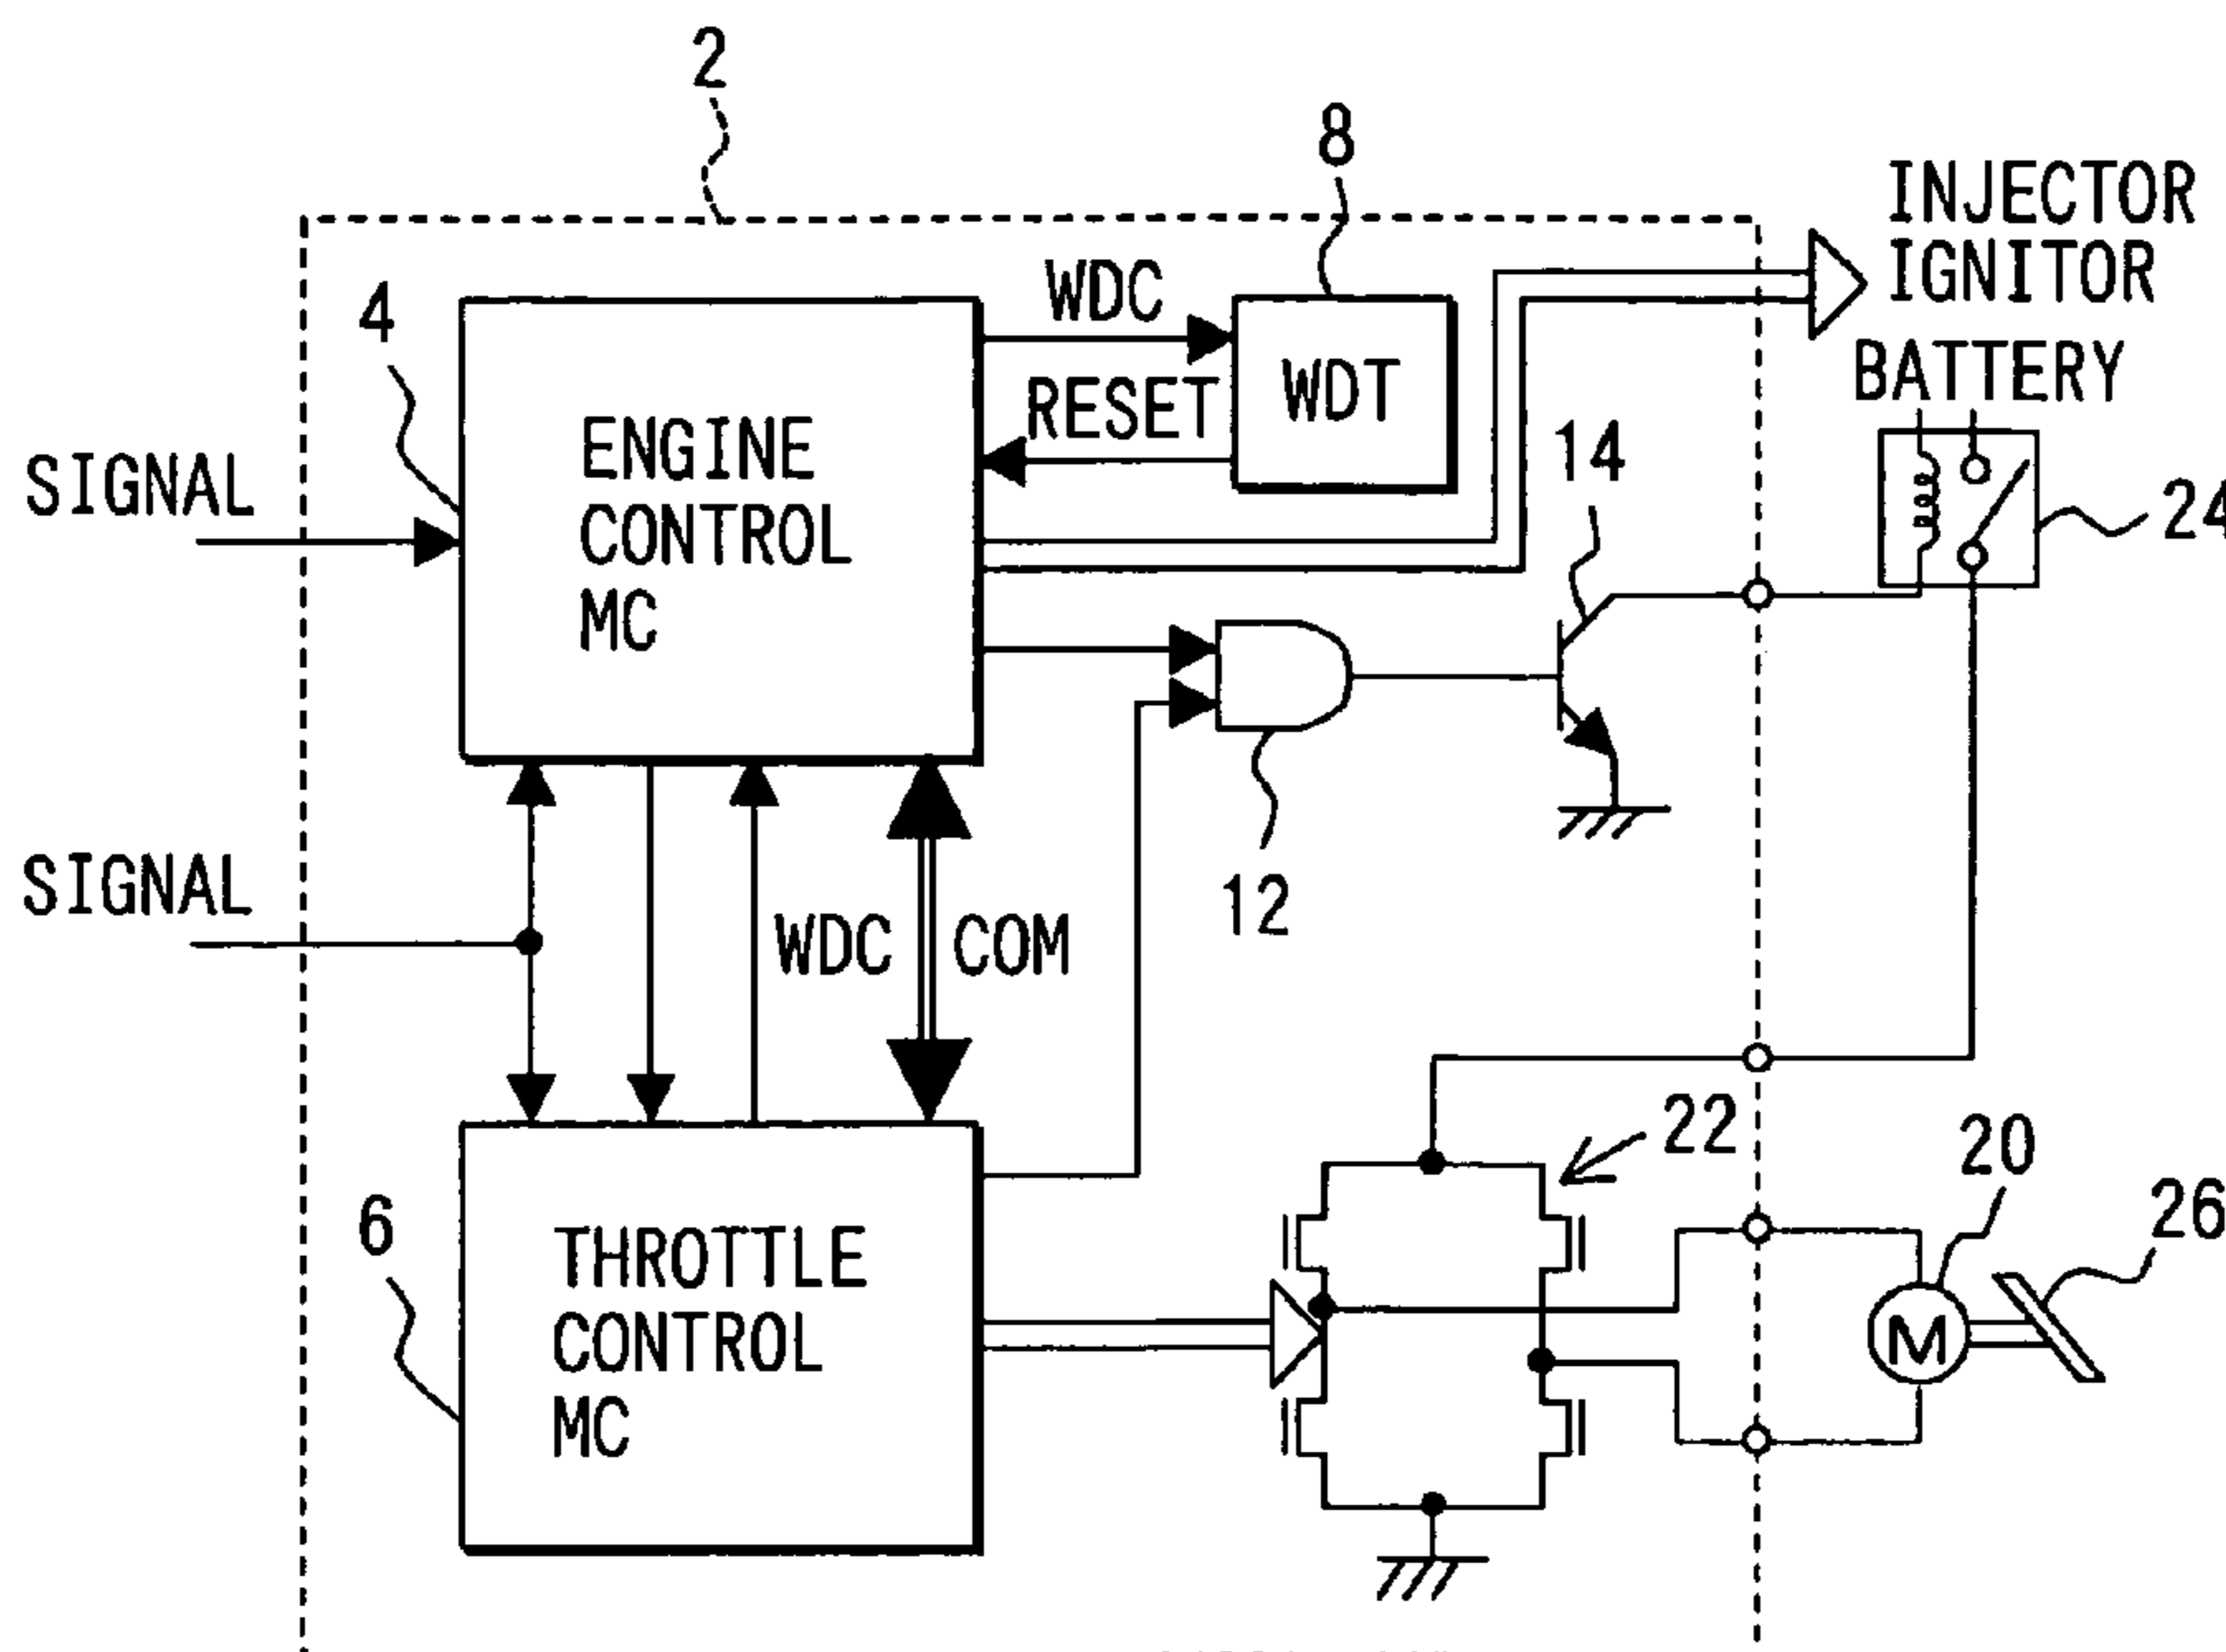 2
8
INJECTOR
IGNITOR
BATTERY
4
WDC
WDT
RESET
14
24
SIGNAL
ENGINE
CONTROL
MC
SIGNAL
WDC
COM
12
22
20
26
6
THROTTLE
CONTROL
MC
M